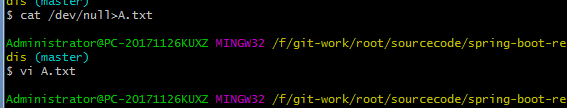 dis (master)
$ cat /dev/null>A.txt
Administrator@PC-20171126KUXZ MINGW32 /f/git-work/root/sourcecode/spring-boot-re
dis (master)
$ vi A.txt
Administrator@PC-20171126KUXZ MINGW32 /f/git-work/root/sourcecode/spring-boot-re